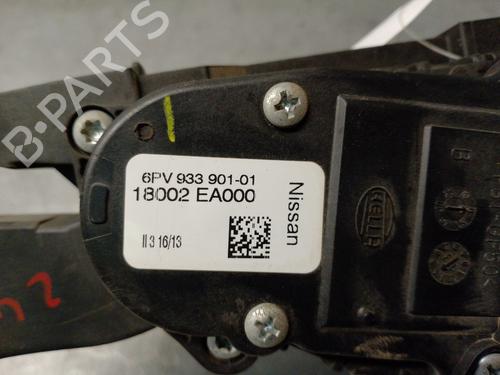 B-PARTS
6PV 933 901-01
18002 EA000
Nissan
II 3 16/13
HELLA
B
N